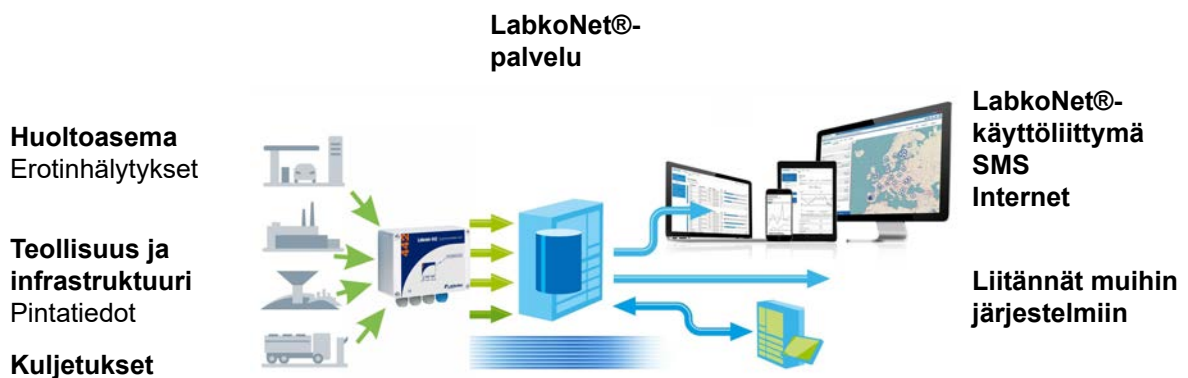 LabkoNet®-
palvelu
Huoltoasema
Erotinhälytykset
Teollisuus ja
infrastruktuuri
Pintatiedot
Kuljetukset
LabkoNet®-
käyttöliittymä
SMS
Internet
Liitännät muihin
järjestelmiin